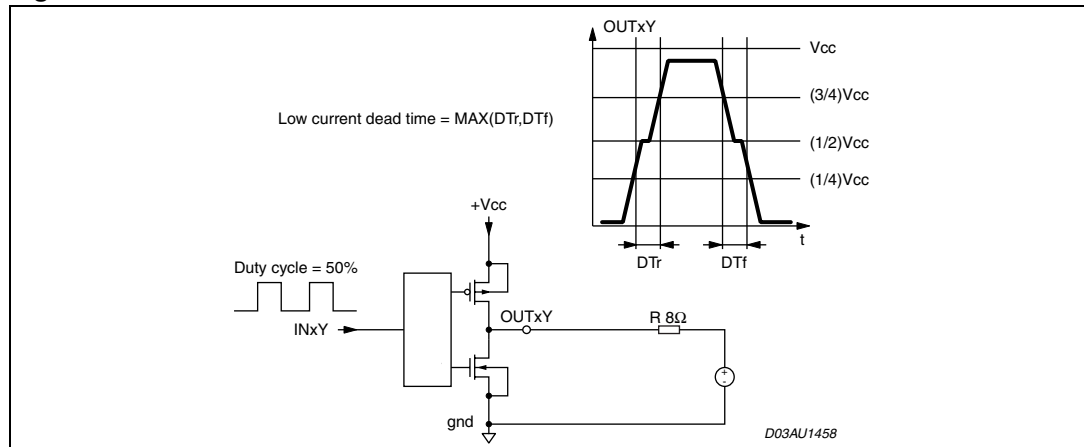 OUTxY
Vcc
(3/4)Vcc
Low current dead time = MAX(DTr,DTf)
(1/2)Vcc
(1/4)Vcc
+Vcc
t
DTr
DTf
Duty cycle = 50%
OUTxY
R 8Ω
INxY
+
-
gnd
D03AU1458